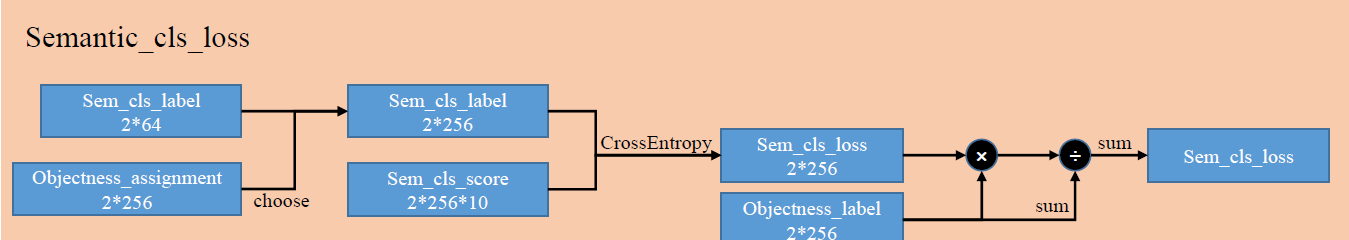 Semantic_cls_loss
Sem_cls_label
2*64
Objectness_assignment
2*256
choose
Sem_cls_label
2*256
Sem_cls_score
2*256*10
CrossEntropy
Sem_cls_loss
2*256
Objectness_label
2*256
×
÷
sum
sum
Sem_cls_loss